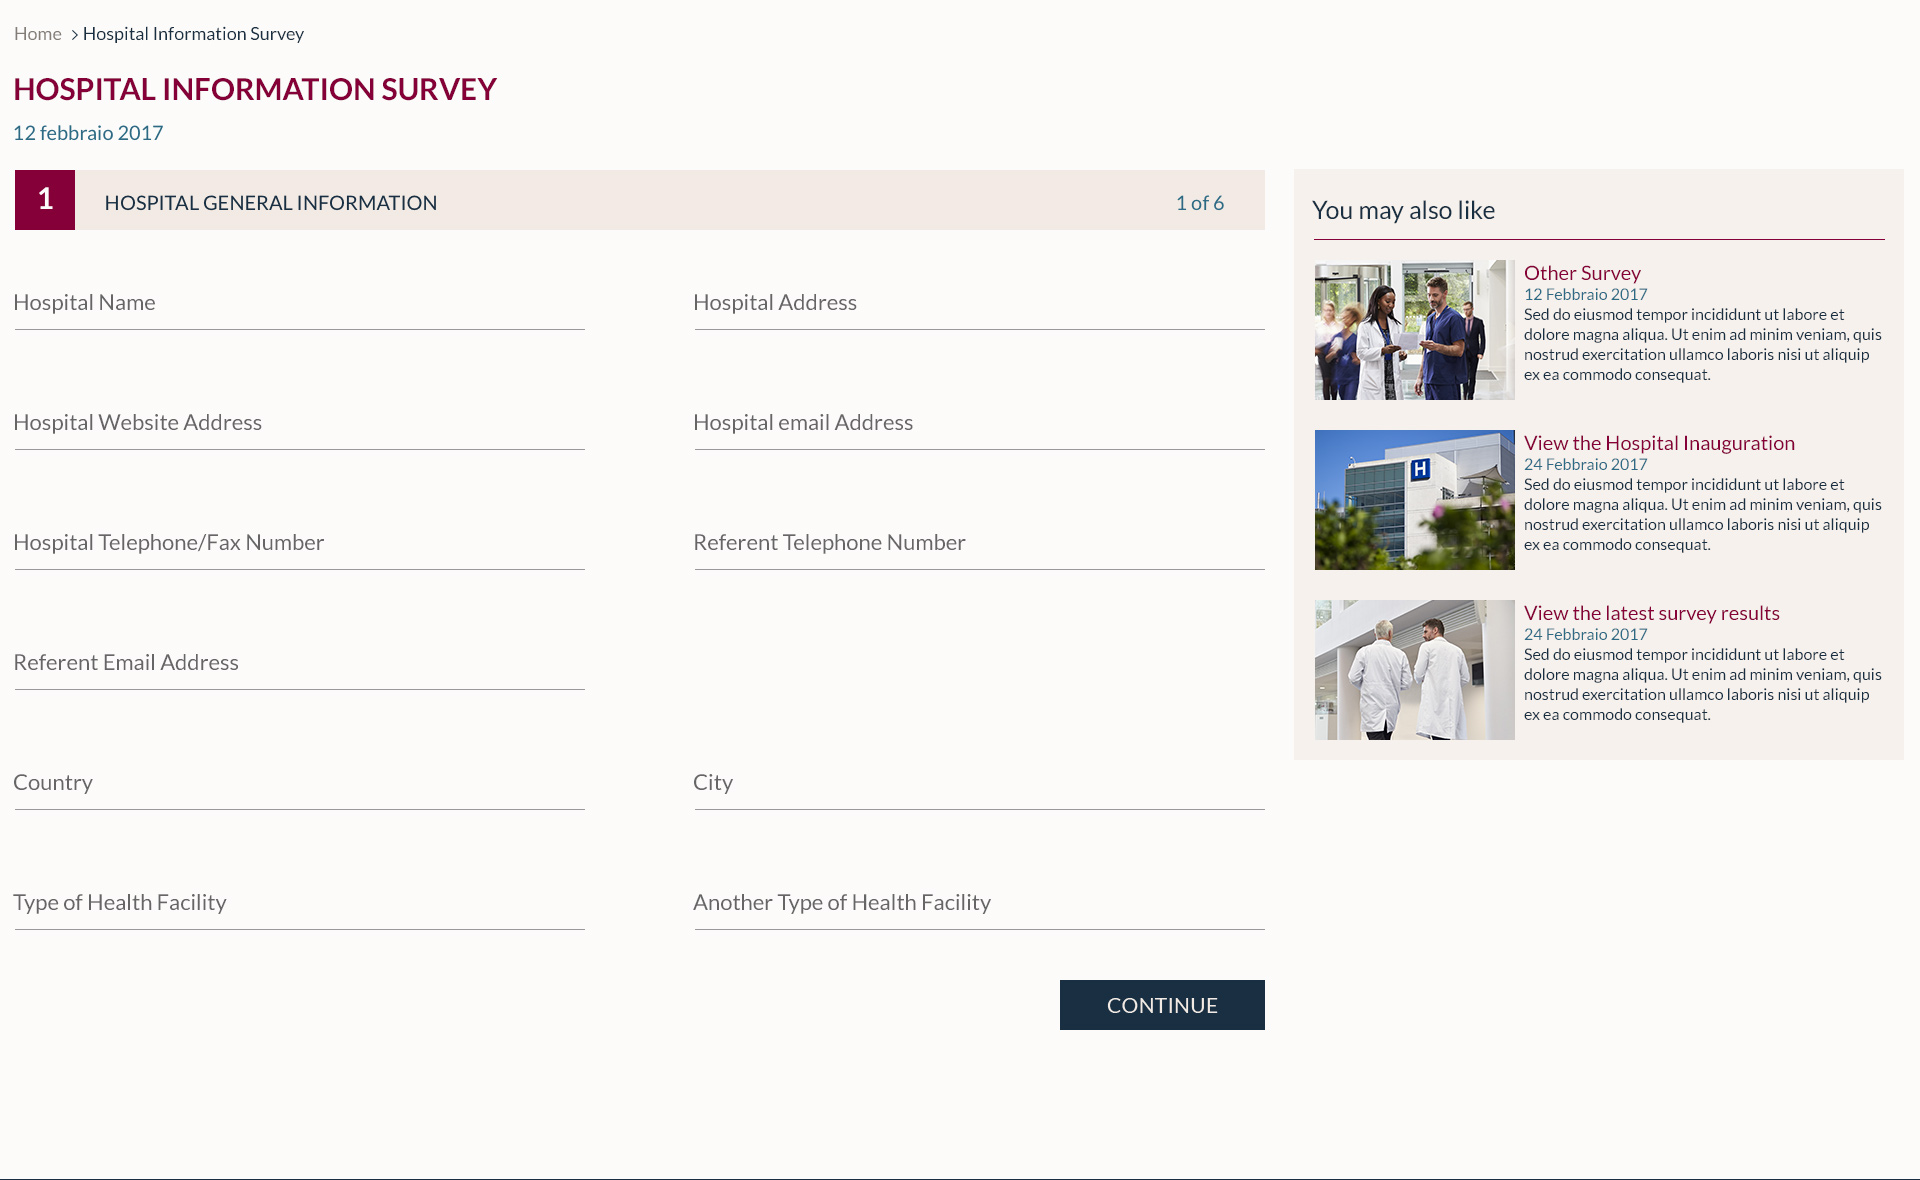 Home > Hospital Information Survey
HOSPITAL INFORMATION SURVEY
12 febbraio 2017
1 HOSPITAL GENERAL INFORMATION 1 of 6
Hospital Name
Hospital Address
Hospital Website Address
Hospital email Address
Hospital Telephone/Fax Number
Referent Telephone Number
Referent Email Address
Country
City
Type of Health Facility
Another Type of Health Facility
CONTINUE
You may also like
Other Survey
12 Febbraio 2017
Sed do eiusmod tempor incididunt ut labore et
dolore magna aliqua. Ut enim ad minim veniam, quis
nostrud exercitation ullamco laboris nisi ut aliquip
ex ea commodo consequat.
H
View the Hospital Inauguration
24 Febbraio 2017
Sed do eiusmod tempor incididunt ut labore et
dolore magna aliqua. Ut enim ad minim veniam, quis
nostrud exercitation ullamco laboris nisi ut aliquip
ex ea commodo consequat.
View the latest survey results
24 Febbraio 2017
Sed do eiusmod tempor incididunt ut labore et
dolore magna aliqua. Ut enim ad minim veniam, quis
nostrud exercitation ullamco laboris nisi ut aliquip
ex ea commodo consequat.